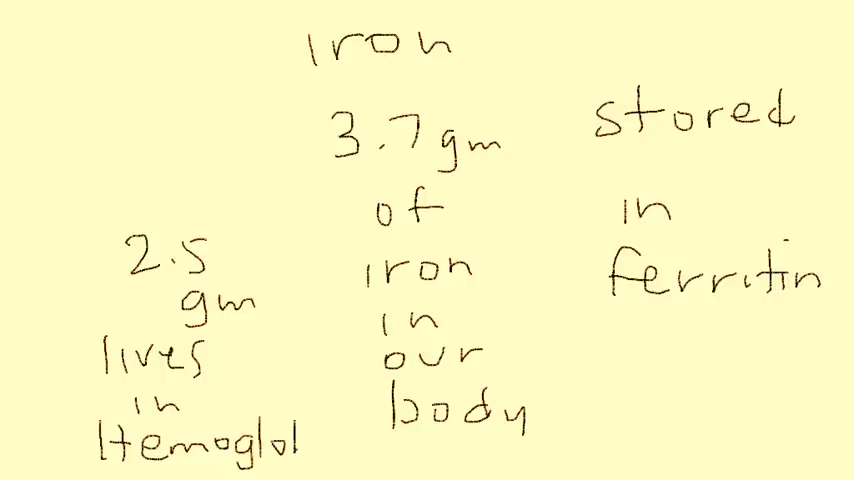 iron
3.7 gm
of
iron
in
our
body
stored
in
ferritin
2.5
gm
lives
in
Hemoglol